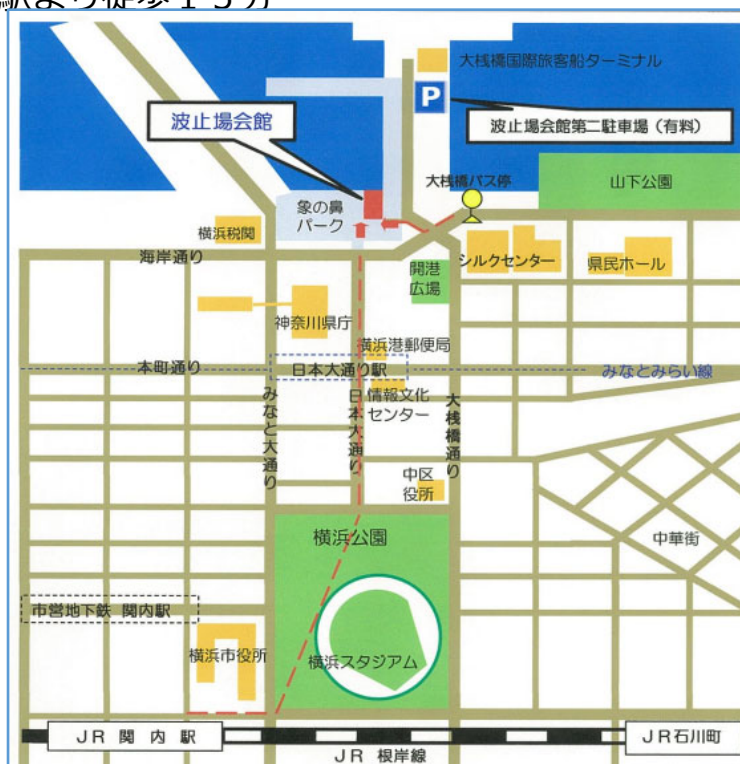 駅より徒歩１５分
大桟橋国際旅客船ターミナル
P
波止場会館
波止場会館第二駐車場（有料）
大桟橋バス停
山下公園
象の鼻
パーク
横浜税関
海岸通り
シルクセンター
県民ホール
開港
広場
神奈川県庁
横浜港郵便局
本町通り
日本大通り駅
みなとみらい線
情報文化
センター
みなと大通り
日本大通り
大桟橋通り
中区
役所
横浜公園
中華街
市営地下鉄 関内駅
横浜市役所
横浜スタジアム
ＪＲ 関 内 駅
ＪＲ石川町
ＪＲ 根岸線